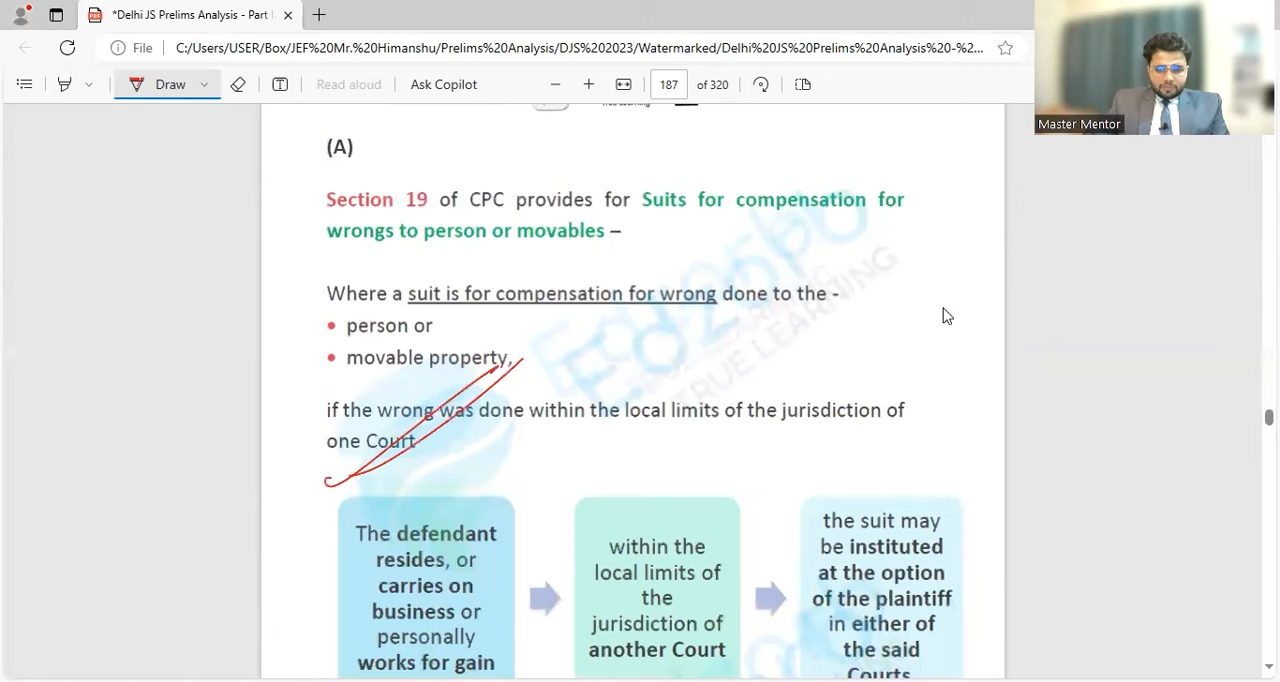 *Delhi JS Prelims Analysis - Part I
File
C:/Users/USER/Box/JEF%20Mr.%20Himanshu/Prelims%20Analysis/DJS%202023/Watermarked/Delhi%20JS%20Prelims%20Analysis%20-%2...
Draw
Read aloud
Ask Copilot
187 of 320
Master Mentor
(A)
Section 19 of CPC provides for Suits for compensation for
wrongs to person or movables –
Where a suit is for compensation for wrong done to the -
• person or
• movable property,
if the wrong was done within the local limits of the jurisdiction of
one Court
The defendant
resides, or
carries on
business or
personally
works for gain
within the
local limits of
the
jurisdiction of
another Court
the suit may
be instituted
at the option
of the plaintiff
in either of
the said
Courts
TRUE LEARNING